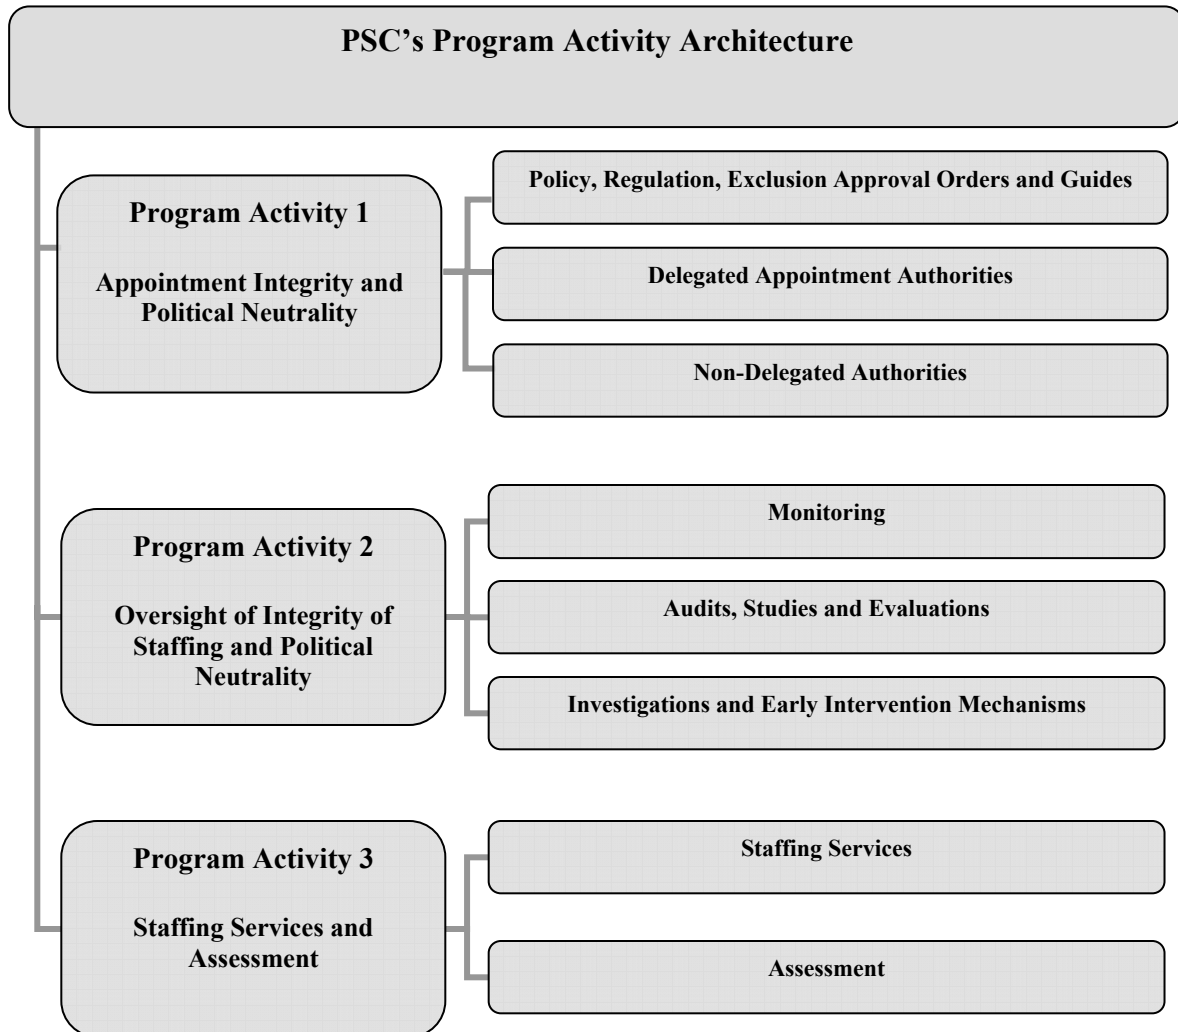 PSC’s Program Activity Architecture
Program Activity 1
Appointment Integrity and
Political Neutrality
Policy, Regulation, Exclusion Approval Orders and Guides
Delegated Appointment Authorities
Non-Delegated Authorities
Program Activity 2
Oversight of Integrity of
Staffing and Political
Neutrality
Monitoring
Audits, Studies and Evaluations
Investigations and Early Intervention Mechanisms
Program Activity 3
Staffing Services and
Assessment
Staffing Services
Assessment